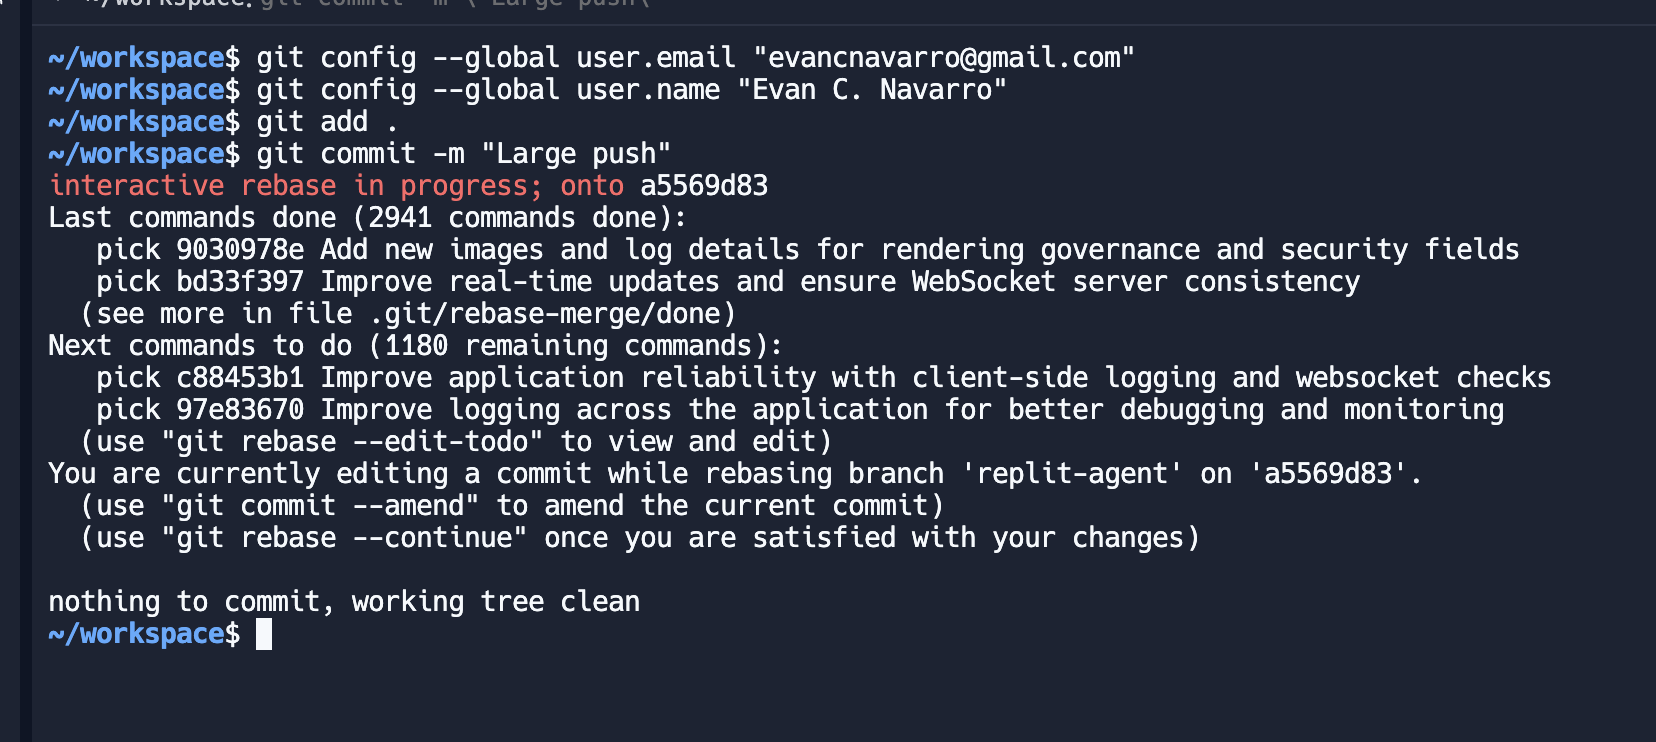 ~/workspace$ git config --global user.email "evancnavarro@gmail.com"
~/workspace$ git config --global user.name "Evan C. Navarro"
~/workspace$ git add .
~/workspace$ git commit -m "Large push"
interactive rebase in progress; onto a5569d83
Last commands done (2941 commands done):
   pick 9030978e Add new images and log details for rendering governance and security fields
   pick bd33f397 Improve real-time updates and ensure WebSocket server consistency
  (see more in file .git/rebase-merge/done)
Next commands to do (1180 remaining commands):
   pick c88453b1 Improve application reliability with client-side logging and websocket checks
   pick 97e83670 Improve logging across the application for better debugging and monitoring
  (use "git rebase --edit-todo" to view and edit)
You are currently editing a commit while rebasing branch 'replit-agent' on 'a5569d83'.
  (use "git commit --amend" to amend the current commit)
  (use "git rebase --continue" once you are satisfied with your changes)
nothing to commit, working tree clean
~/workspace$